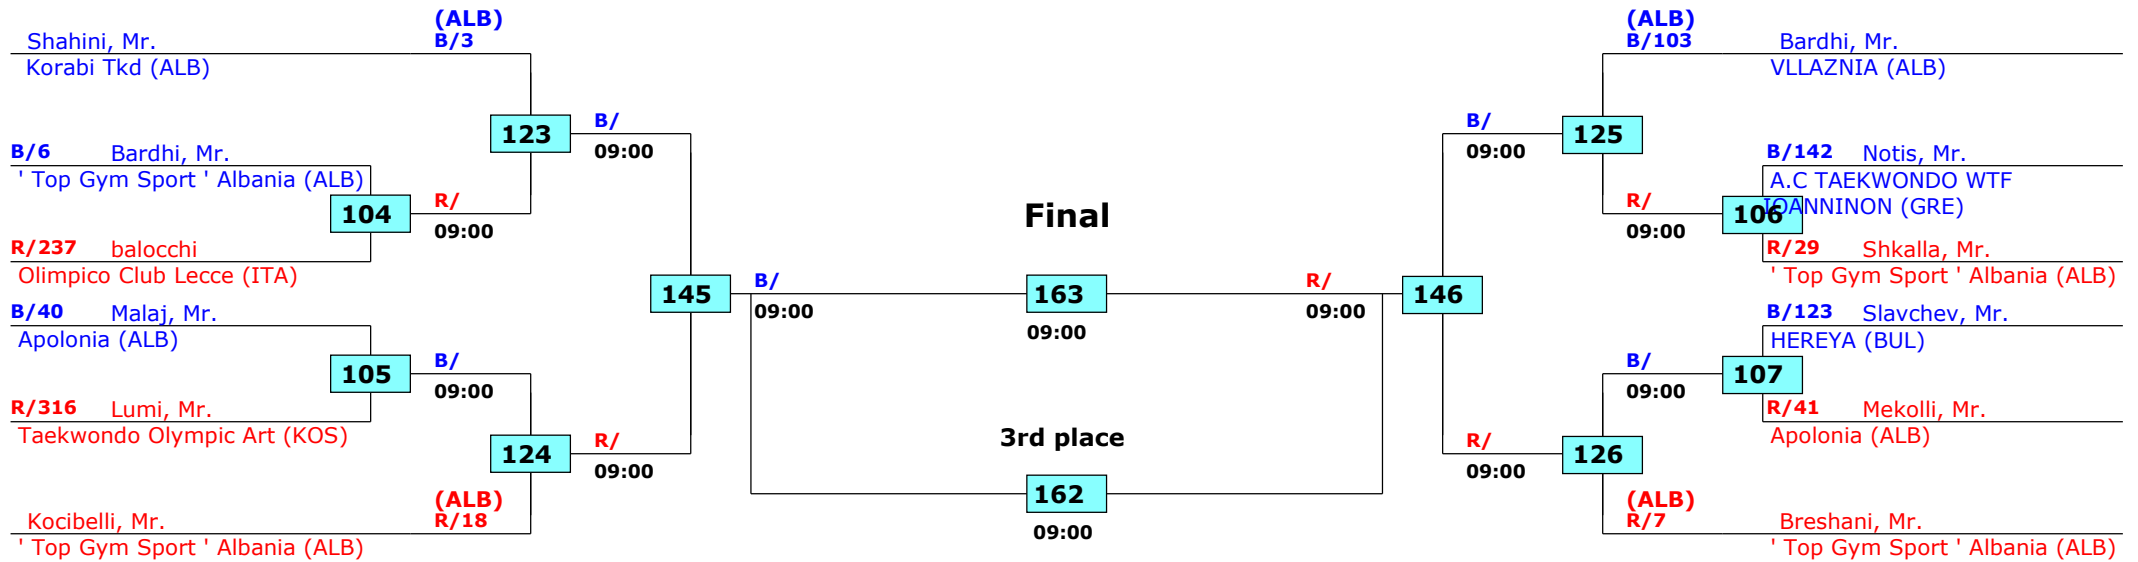 (ALB)
Shahini, Mr. B/3
Korabi Tkd (ALB)
123
B/
09:00
B/6 Bardhi, Mr.
' Top Gym Sport ' Albania (ALB)
104
R/
09:00
R/237 balocchi
Olimpico Club Lecce (ITA)
145
B/
09:00
B/40 Malaj, Mr.
Apolonia (ALB)
105
B/
09:00
R/316 Lumi, Mr.
Taekwondo Olympic Art (KOS)
124
R/
09:00
(ALB)
Kocibelli, Mr. R/18
' Top Gym Sport ' Albania (ALB)
Final
163
09:00
3rd place
162
09:00
(ALB)
B/103 Bardhi, Mr.
VLLAZNIA (ALB)
B/
09:00
125
B/142 Notis, Mr.
A.C TAEKWONDO WTF
IOANNINON (GRE)
R/
09:00
106
R/29 Shkalla, Mr.
' Top Gym Sport ' Albania (ALB)
R/
09:00
146
B/123 Slavchev, Mr.
HEREYA (BUL)
B/
09:00
107
R/41 Mekolli, Mr.
Apolonia (ALB)
R/
09:00
126
(ALB)
R/7 Breshani, Mr.
' Top Gym Sport ' Albania (ALB)